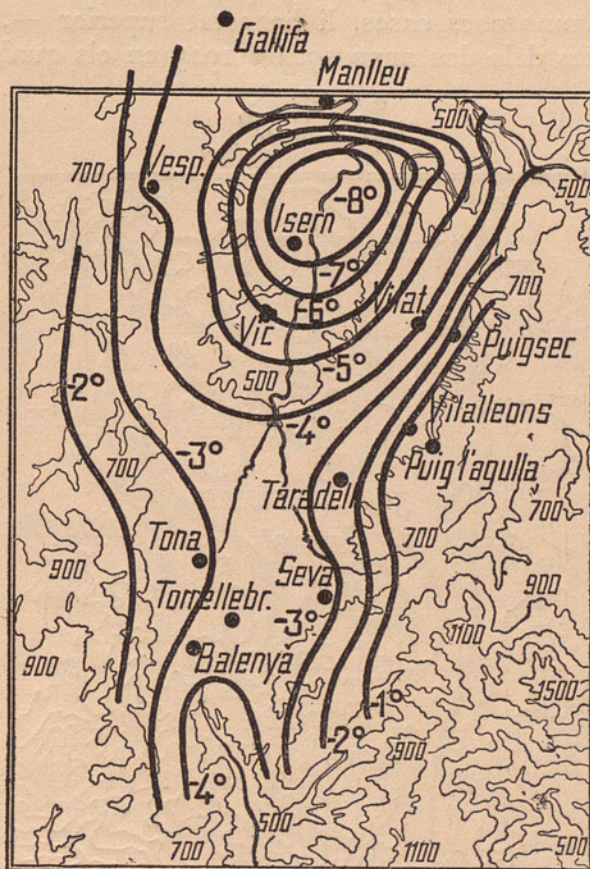 Gallifà
Manlleu
500
700
Vesp.
-8°
500
Isern
-7°
700
-6°
Vic
Vilat.
Puigsec
-5°
500
-2°
-4°
Vilalleons
-3°
Puig l'agulla
700
Taradell
700
Tona
700
900
Seva
900
Torrellebr.
-3°
1100
900
Balenyà
1500
-1°
-2°
900
-4°
500
700
1100
500